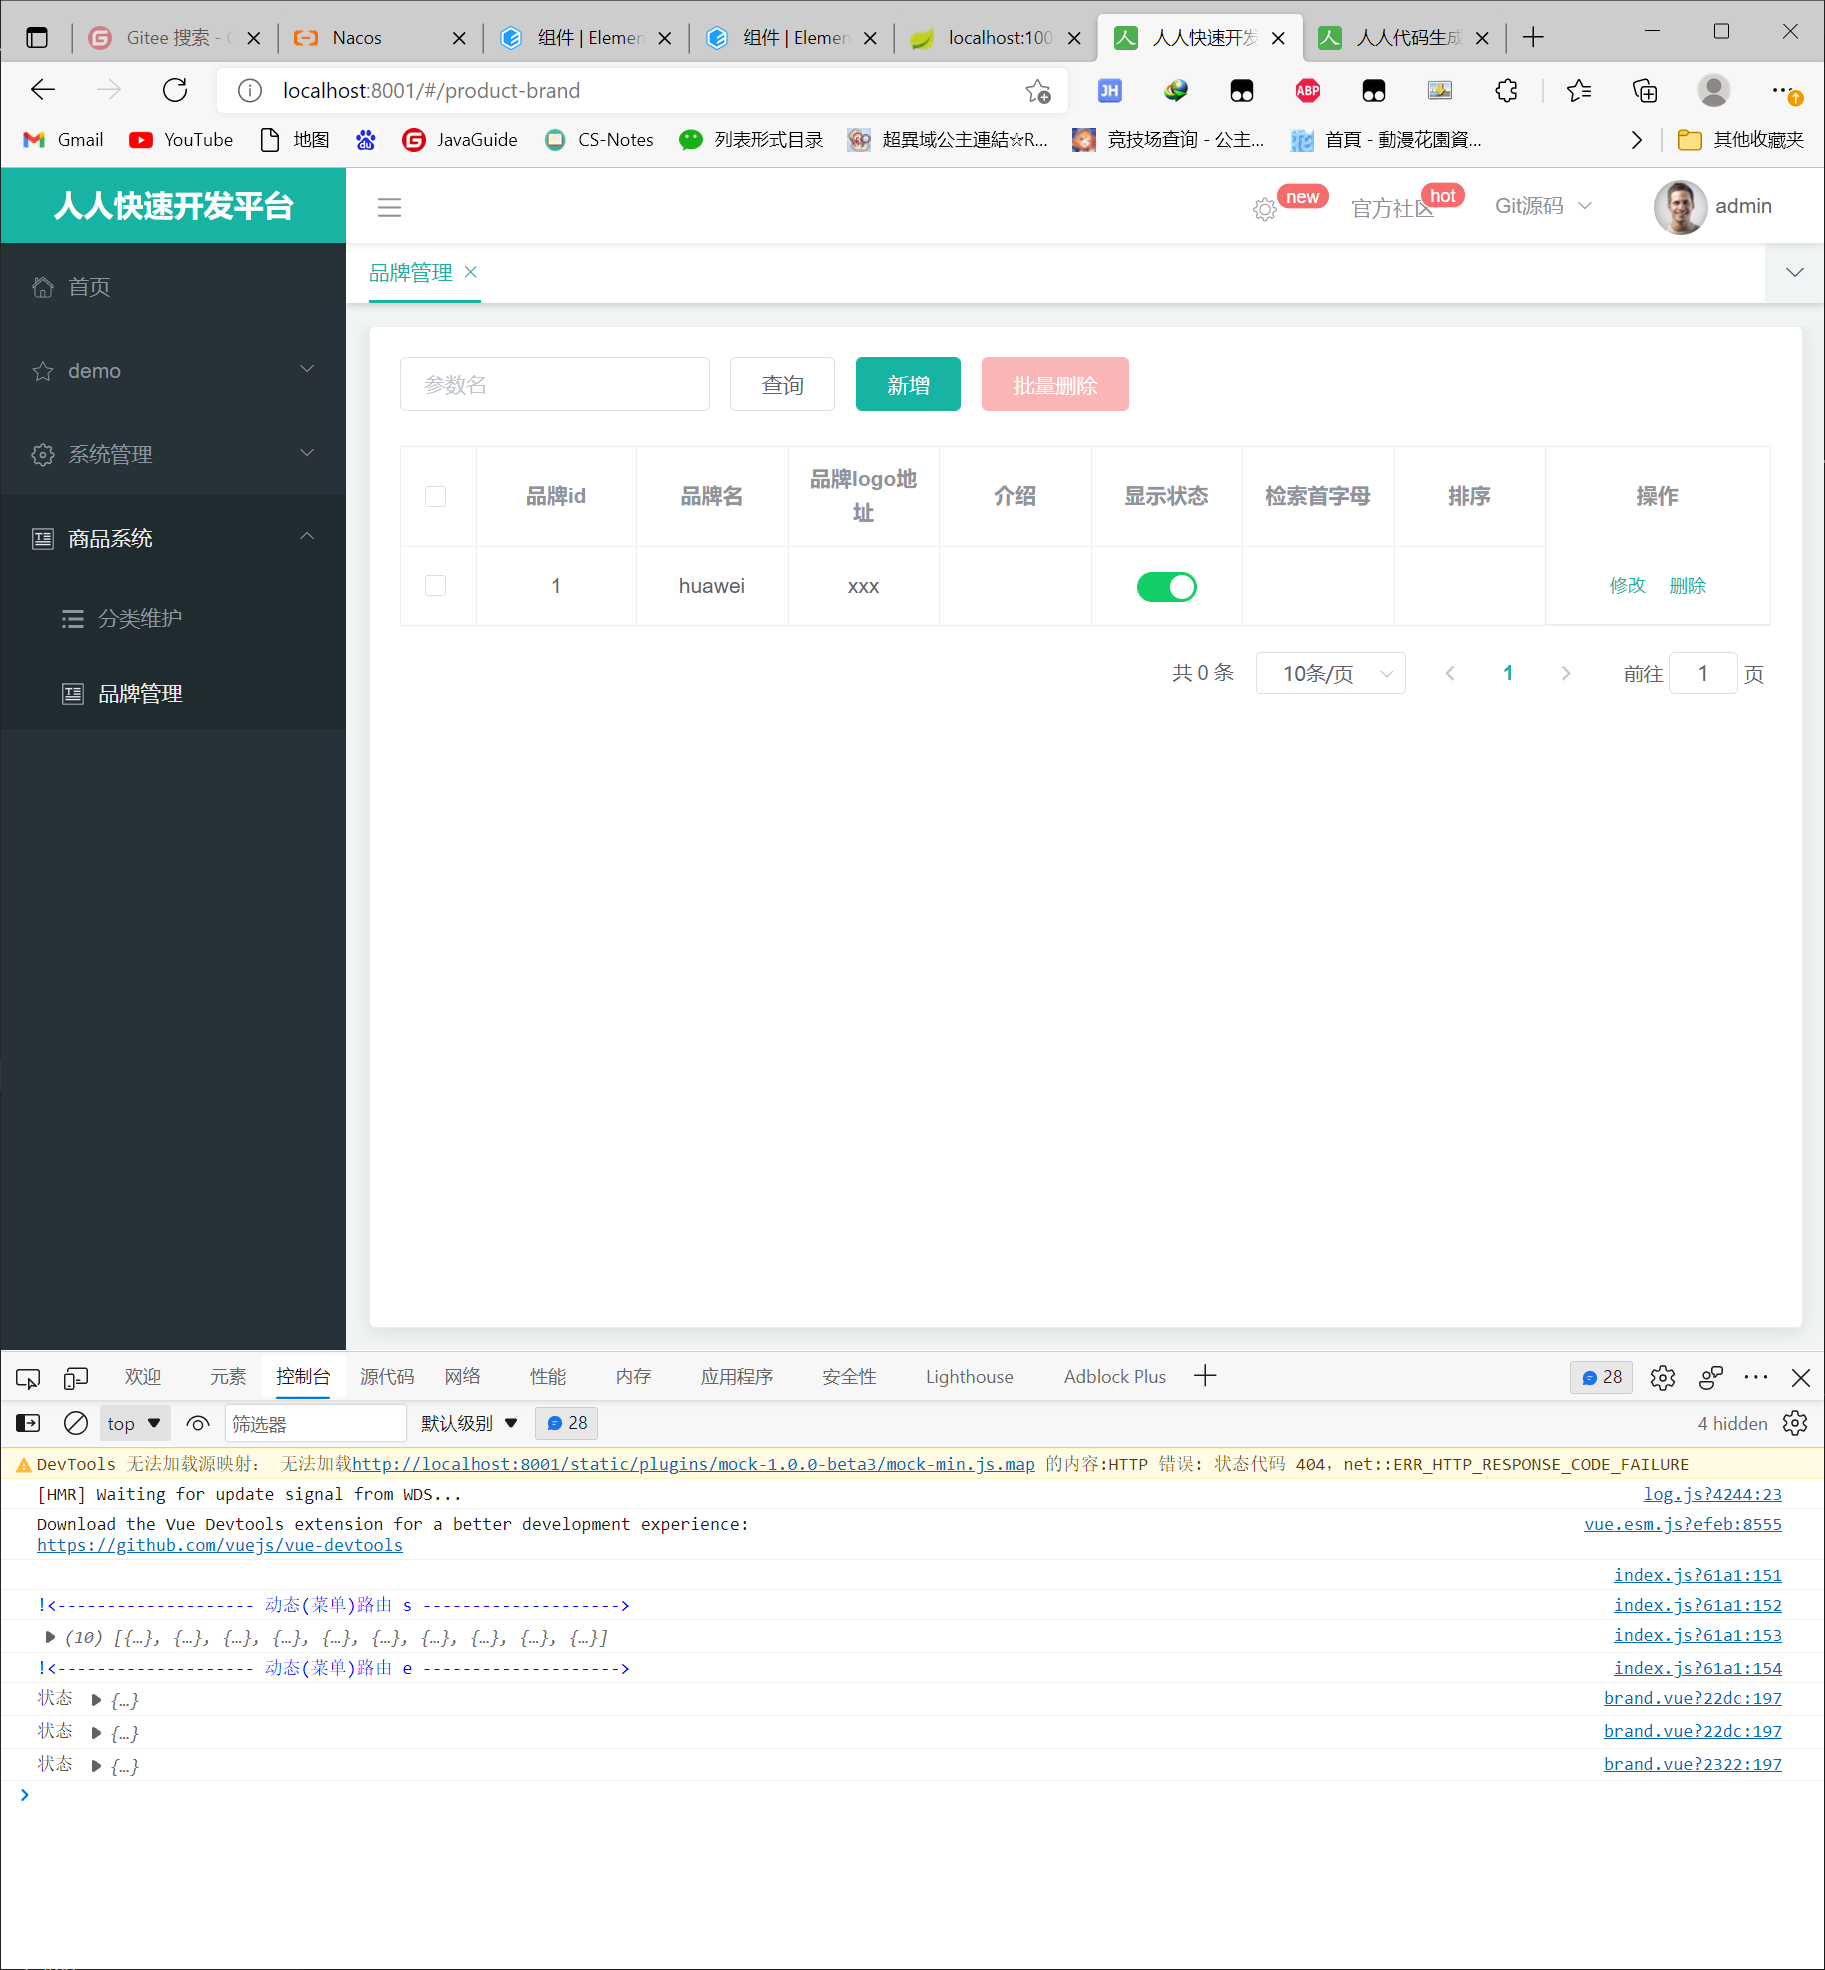 Gitee 搜索 -
Nacos
组件 | Elemen
组件 | Elemen
localhost:100
人人快速开发
人人代码生成
localhost:8001/#/product-brand
JH
ABP
Gmail
YouTube
地图
du
JavaGuide
CS-Notes
列表形式目录
超異域公主連結☆R...
竞技场查询 - 公主...
首頁 - 動漫花園資...
其他收藏夹
人人快速开发平台
new
官方社区
hot
Git源码
admin
首页
demo
系统管理
商品系统
分类维护
品牌管理
品牌管理
参数名
查询
新增
批量删除
品牌id
品牌名
品牌logo地
址
介绍
显示状态
检索首字母
排序
操作
1
huawei
xxx
修改
删除
共 0 条
10条/页
1
前往
1
页
欢迎
元素
控制台
源代码
网络
性能
内存
应用程序
安全性
Lighthouse
Adblock Plus
28
top
筛选器
默认级别
28
4 hidden
DevTools 无法加载源映射： 无法加载http://localhost:8001/static/plugins/mock-1.0.0-beta3/mock-min.js.map 的内容:HTTP 错误: 状态代码 404, net::ERR_HTTP_RESPONSE_CODE_FAILURE
[HMR] Waiting for update signal from WDS... log.js?4244:23
Download the Vue Devtools extension for a better development experience: vue.esm.js?efeb:8555
https://github.com/vuejs/vue-devtools
index.js?61a1:151
!<-------------------- 动态(菜单)路由 s --------------------> index.js?61a1:152
(10) [{…}, {…}, {…}, {…}, {…}, {…}, {…}, {…}, {…}, {…}] index.js?61a1:153
!<-------------------- 动态(菜单)路由 e --------------------> index.js?61a1:154
状态 {…} brand.vue?22dc:197
状态 {…} brand.vue?22dc:197
状态 {…} brand.vue?2322:197